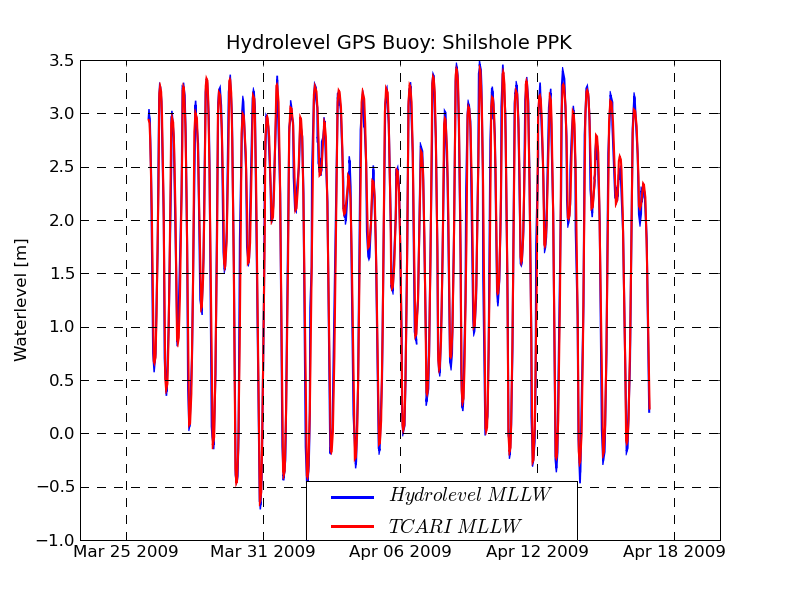 Hydrolevel GPS Buoy: Shilshole PPK
3.5
3.0
2.5
2.0
1.5
1.0
0.5
0.0
−0.5
−1.0
Waterlevel [m]
Hydrolevel MLLW
TCARI MLLW
Mar 25 2009 Mar 31 2009 Apr 06 2009 Apr 12 2009 Apr 18 2009